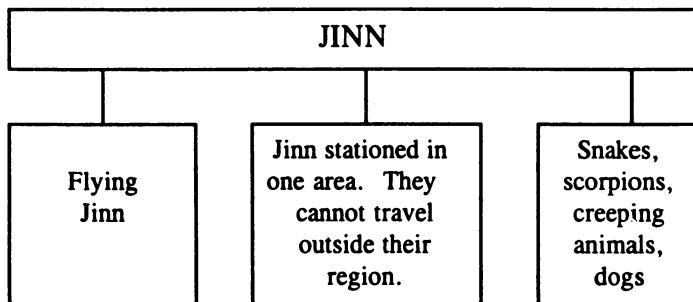 JINN
Flying
Jinn
Jinn stationed in
one area. They
cannot travel
outside their
region.
Snakes,
scorpions,
creeping
animals,
dogs